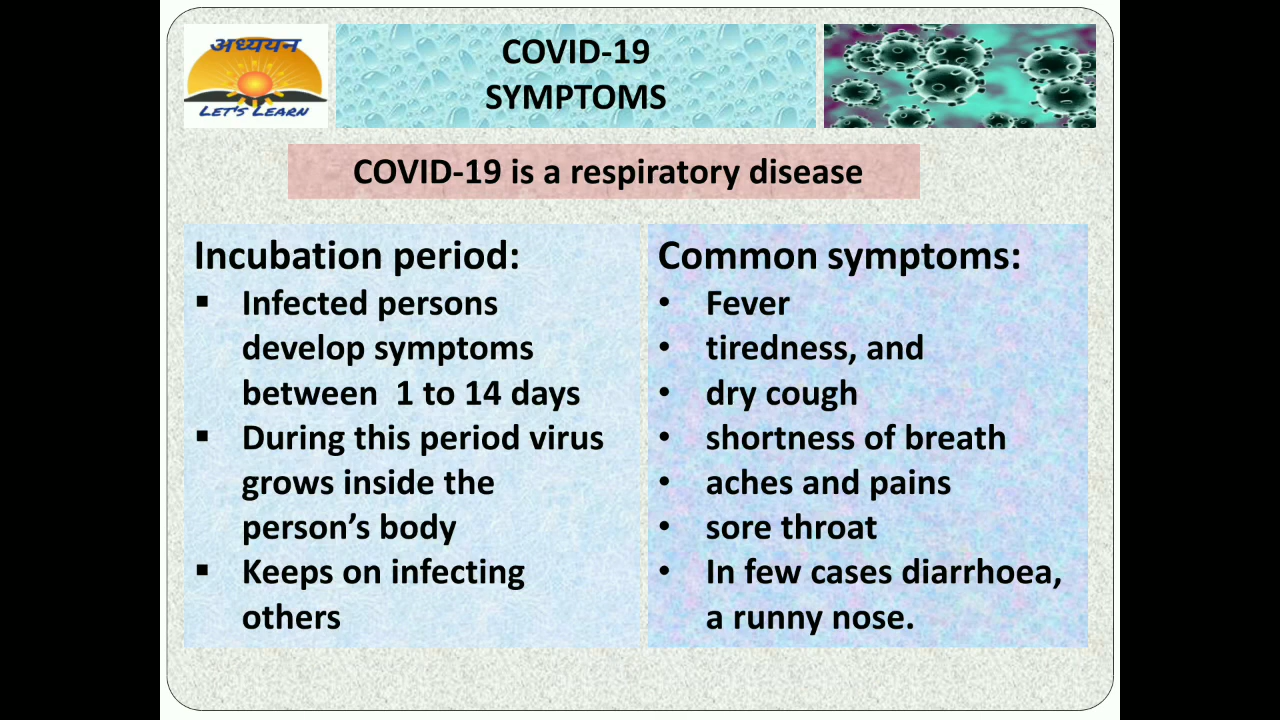 अध्ययन
LET'S LEARN
COVID-19
SYMPTOMS
COVID-19 is a respiratory disease
Incubation period:
▪ Infected persons
develop symptoms
between 1 to 14 days
▪ During this period virus
grows inside the
person’s body
▪ Keeps on infecting
others
Common symptoms:
• Fever
• tiredness, and
• dry cough
• shortness of breath
• aches and pains
• sore throat
• In few cases diarrhoea,
a runny nose.